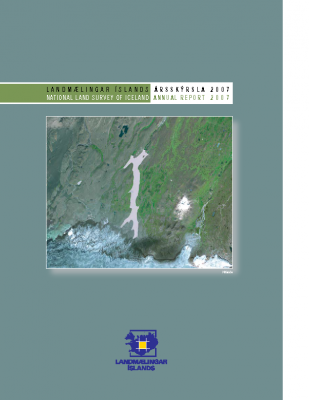 LANDMÆLINGAR ÍSLANDS ÁRSSKÝRSLA 2007
NATIONAL LAND SURVEY OF ICELAND ANNUAL REPORT 2007
LANDMÆLINGAR
ÍSLANDS